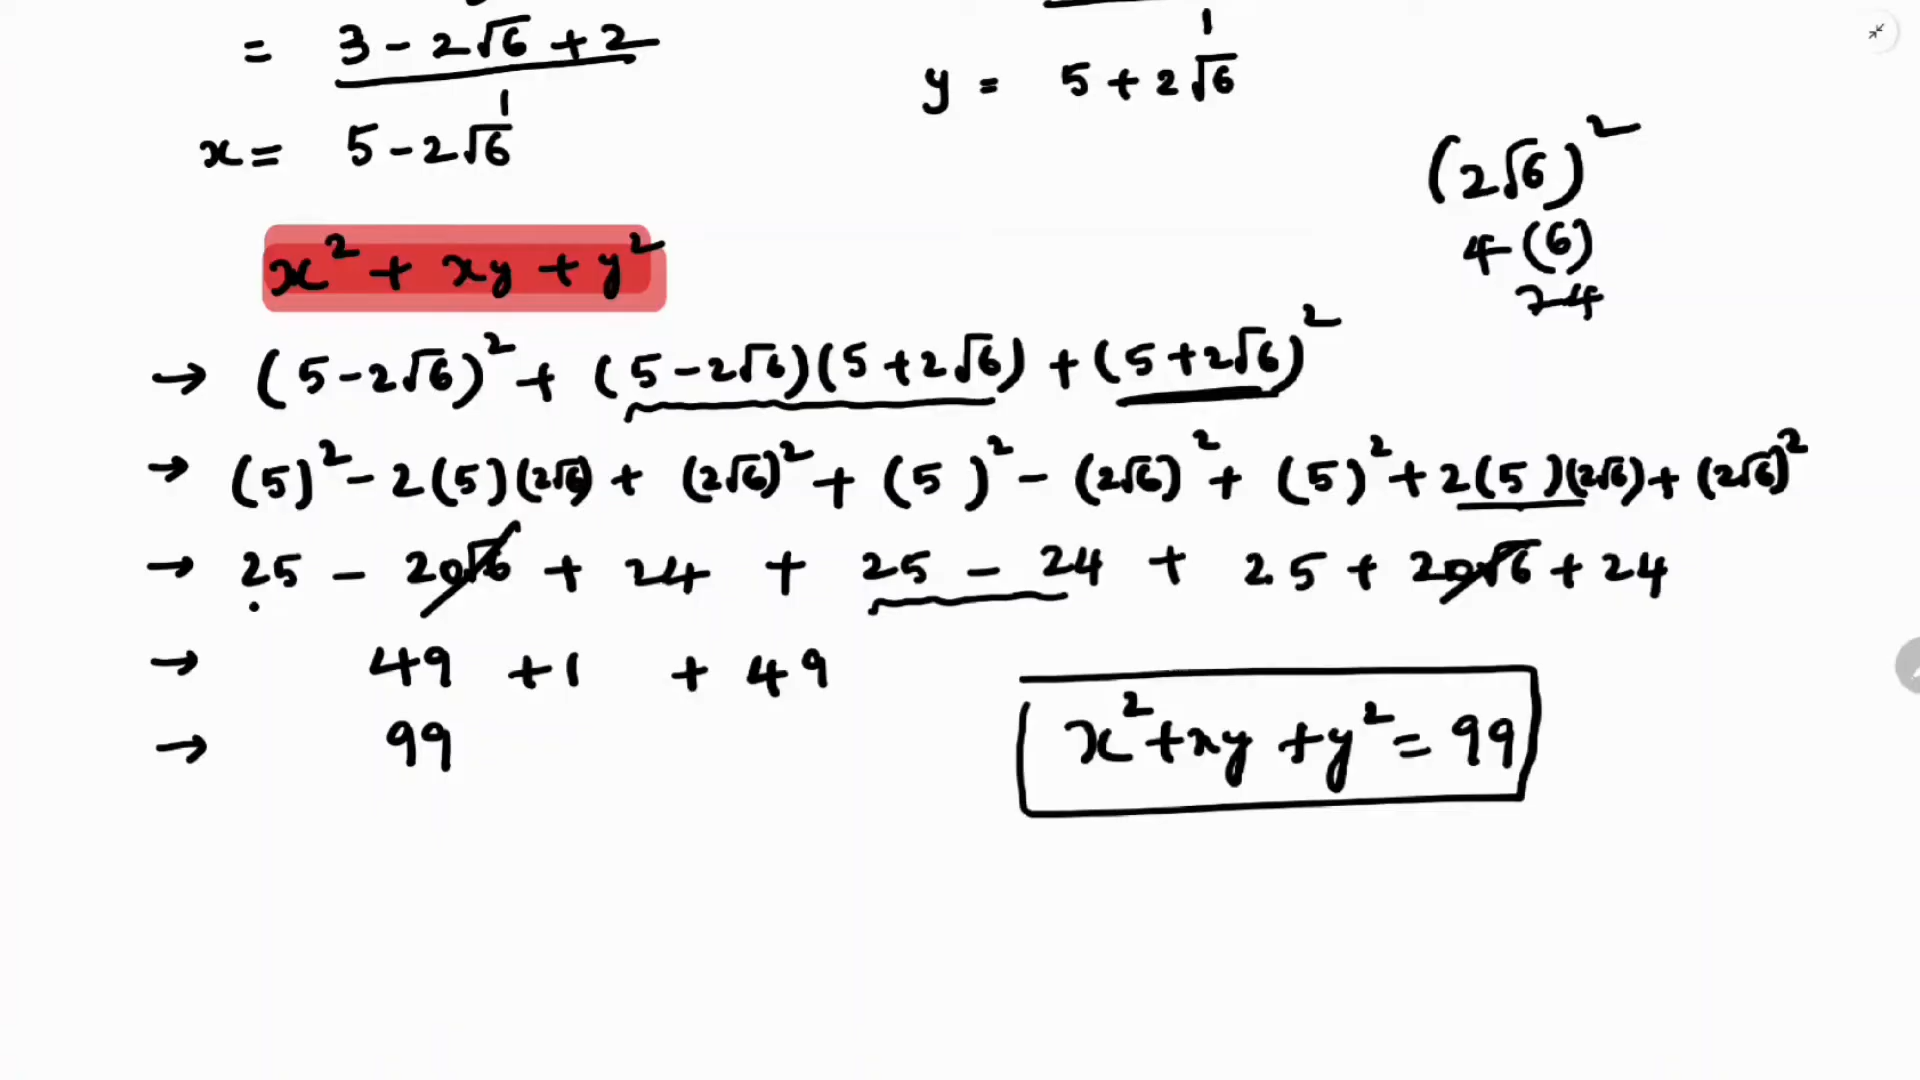 = 3 - 2√6 + 2
1
x = 5 - 2√6
1
y = 5 + 2√6
(2√6)²
4(6)
24
x² + xy + y²
→ (5-2√6)² + (5-2√6)(5+2√6) + (5+2√6)²
→ (5)² - 2(5)(2√6) + (2√6)² + (5)² - (2√6)² + (5)² + 2(5)(2√6) + (2√6)²
→ 25 - 20√6 + 24 + 25 - 24 + 25 + 20√6 + 24
→ 49 + 1 + 49
→ 99
x² + xy + y² = 99